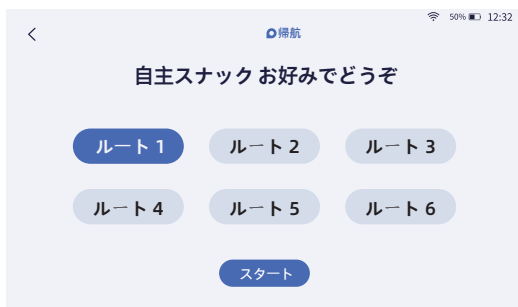 50% 12:32
帰航
自主スナック お好みでどうぞ
ルート 1 ルート 2 ルート 3
ルート 4 ルート 5 ルート 6
スタート